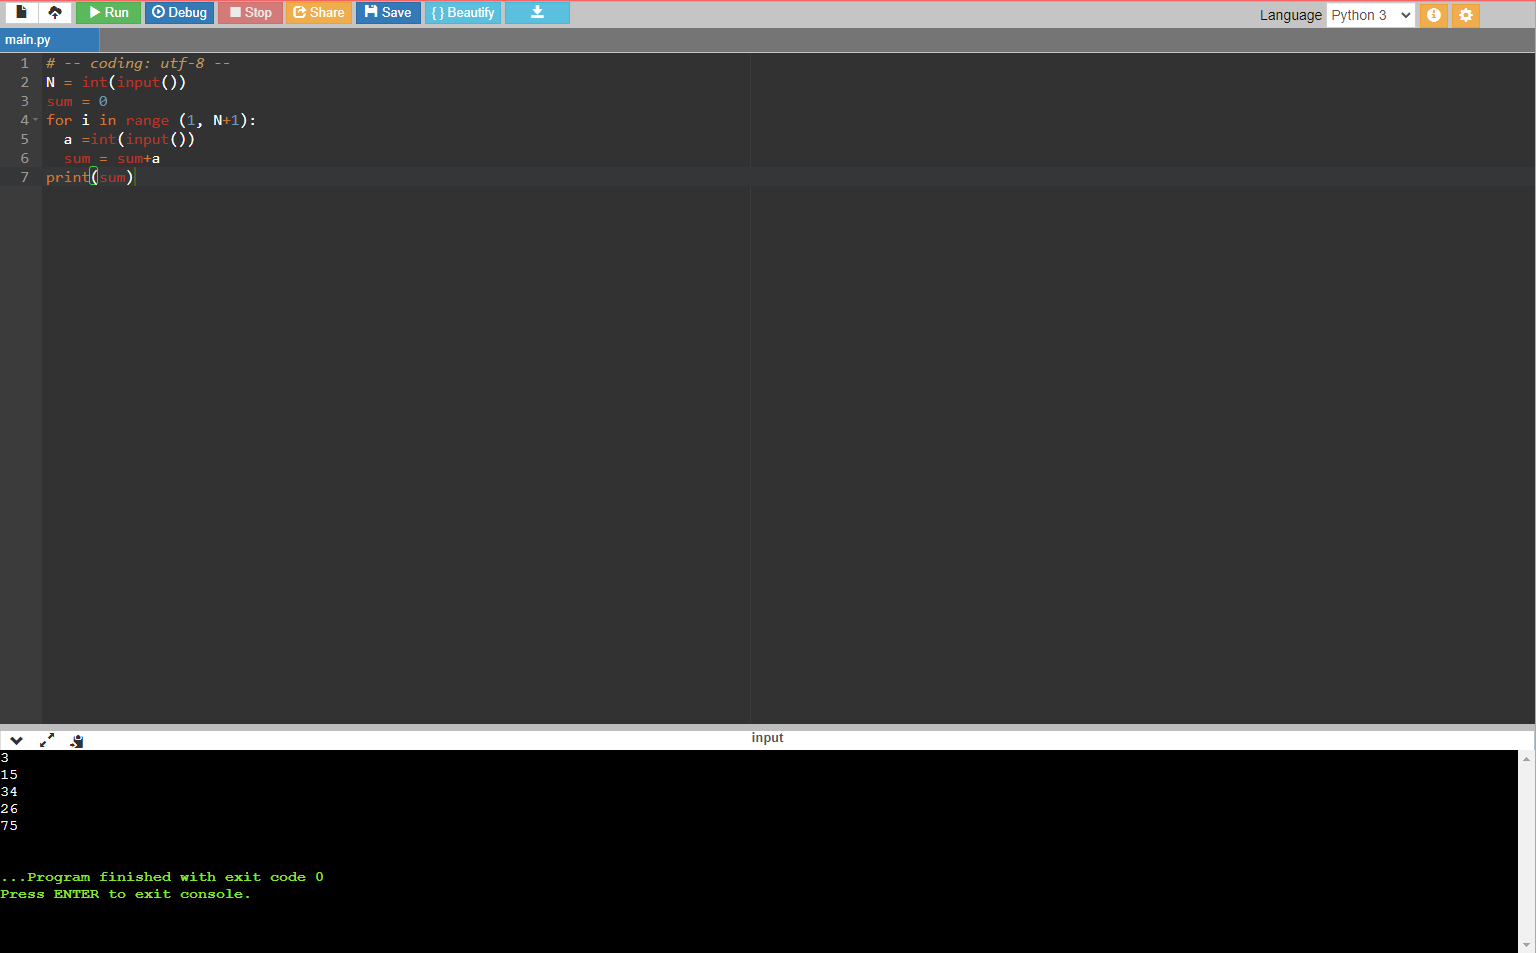 Run Debug Stop Share Save { } Beautify Language Python 3
main.py
1 # -- coding: utf-8 --
2 N = int(input())
3 sum = 0
4 for i in range (1, N+1):
5   a =int(input())
6   sum = sum+a
7 print(sum)
input
3
15
34
26
75
...Program finished with exit code 0
Press ENTER to exit console.